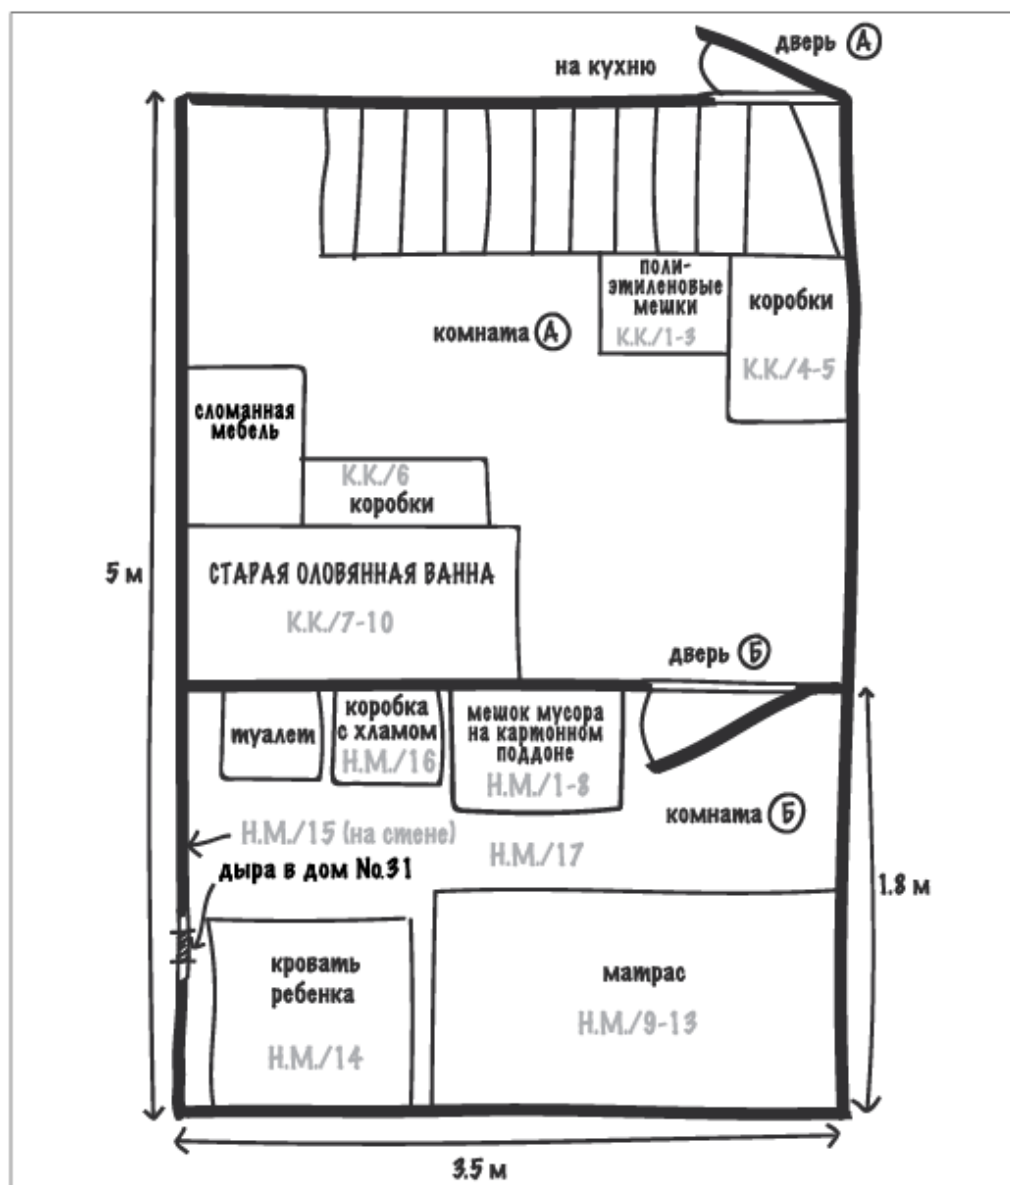 дверь А
на кухню
поли-
этиленовые
мешки
К.К./1-3
коробки
К.К./4-5
комната А
сломанная
мебель
К.К./6
коробки
СТАРАЯ ОЛОВЯННАЯ ВАННА
К.К./7-10
5 м
дверь Б
туалет
коробка
с хламом
Н.М./16
мешок мусора
на картонном
поддоне
Н.М./1-8
комната Б
Н.М./15 (на стене)
Н.М./17
дыра в дом No.31
1.8 м
кровать
ребенка
Н.М./14
матрас
Н.М./9-13
3.5 м